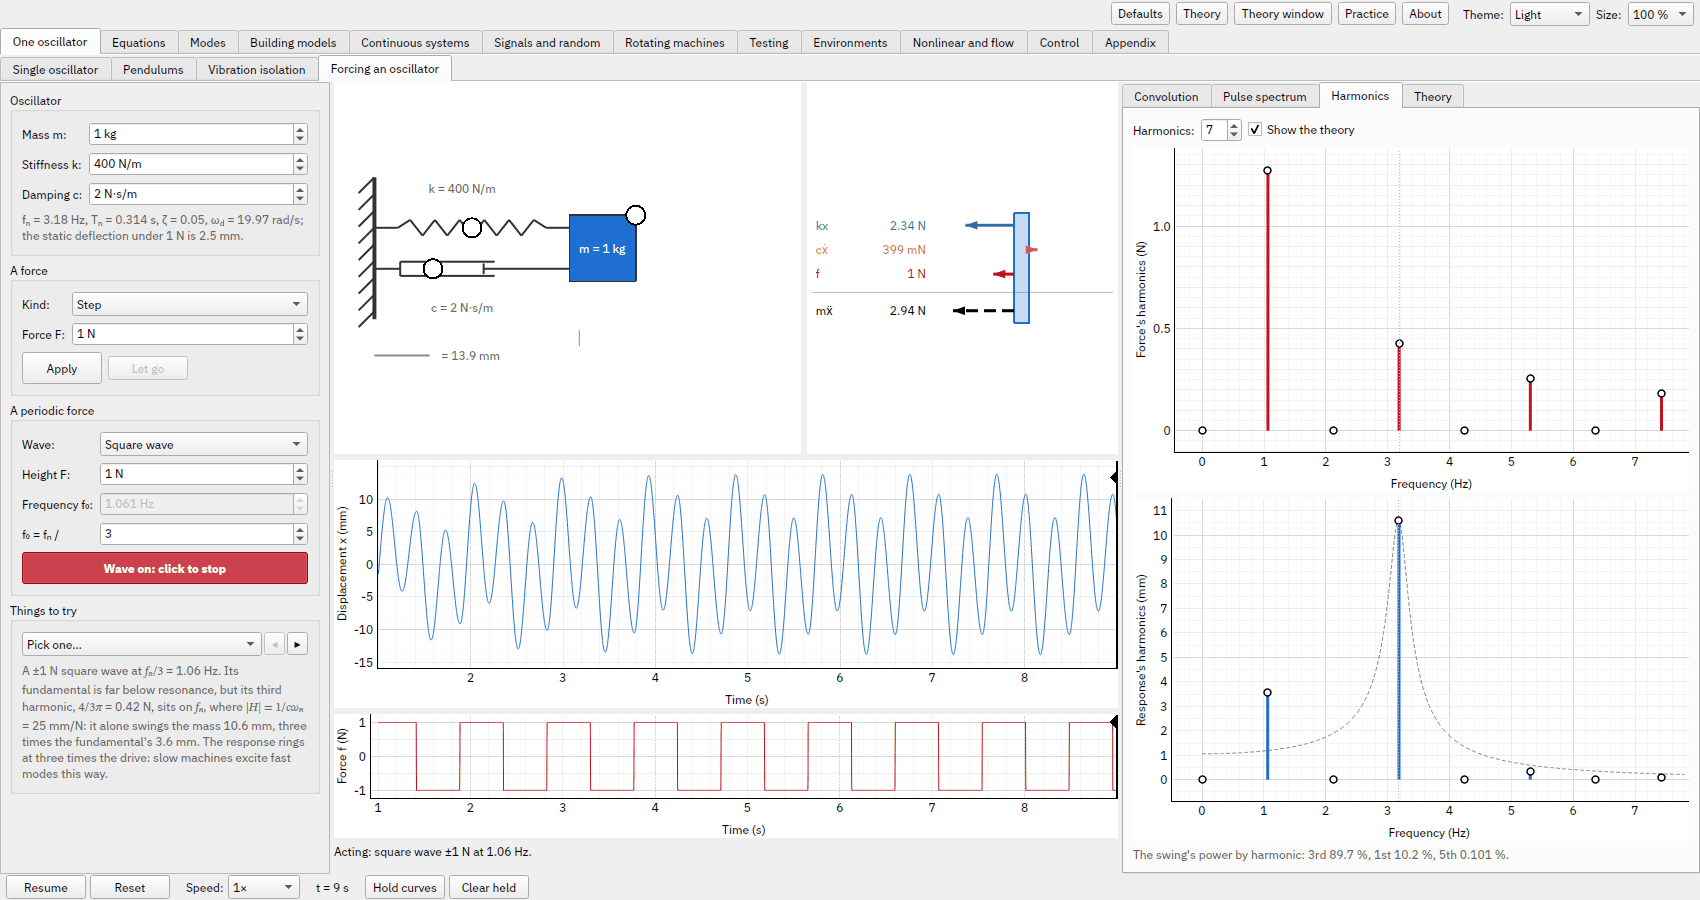 Defaults Theory Theory window Practice About Theme: Light Size: 100 %
One oscillator Equations Modes Building models Continuous systems Signals and random Rotating machines Testing Environments Nonlinear and flow Control Appendix
Single oscillator Pendulums Vibration isolation Forcing an oscillator
Oscillator
Mass m: 1 kg
Stiffness k: 400 N/m
Damping c: 2 N·s/m
fₙ = 3.18 Hz, Tₙ = 0.314 s, ζ = 0.05, ω_d = 19.97 rad/s;
the static deflection under 1 N is 2.5 mm.
A force
Kind: Step
Force F: 1 N
Apply Let go
A periodic force
Wave: Square wave
Height F: 1 N
Frequency f₀: 1.061 Hz
f₀ = fₙ / 3
Wave on: click to stop
Things to try
Pick one...
A ±1 N square wave at fₙ/3 = 1.06 Hz. Its
fundamental is far below resonance, but its third
harmonic, 4/3π = 0.42 N, sits on fₙ, where |H| = 1/cωₙ
= 25 mm/N: it alone swings the mass 10.6 mm, three
times the fundamental's 3.6 mm. The response rings
at three times the drive: slow machines excite fast
modes this way.
k = 400 N/m
m = 1 kg
c = 2 N·s/m
= 13.9 mm
kx 2.34 N
cẋ 399 mN
f 1 N
mẍ 2.94 N
Displacement x (mm)
10
5
0
-5
-10
-15
2 3 4 5 6 7 8
Time (s)
Force f (N)
1
0
-1
1 2 3 4 5 6 7 8
Time (s)
Acting: square wave ±1 N at 1.06 Hz.
Convolution Pulse spectrum Harmonics Theory
Harmonics: 7 Show the theory
Force's harmonics (N)
1.0
0.5
0
0 1 2 3 4 5 6 7
Frequency (Hz)
Response's harmonics (mm)
11
10
9
8
7
6
5
4
3
2
1
0
0 1 2 3 4 5 6 7
Frequency (Hz)
The swing's power by harmonic: 3rd 89.7 %, 1st 10.2 %, 5th 0.101 %.
Resume Reset Speed: 1× t = 9 s Hold curves Clear held